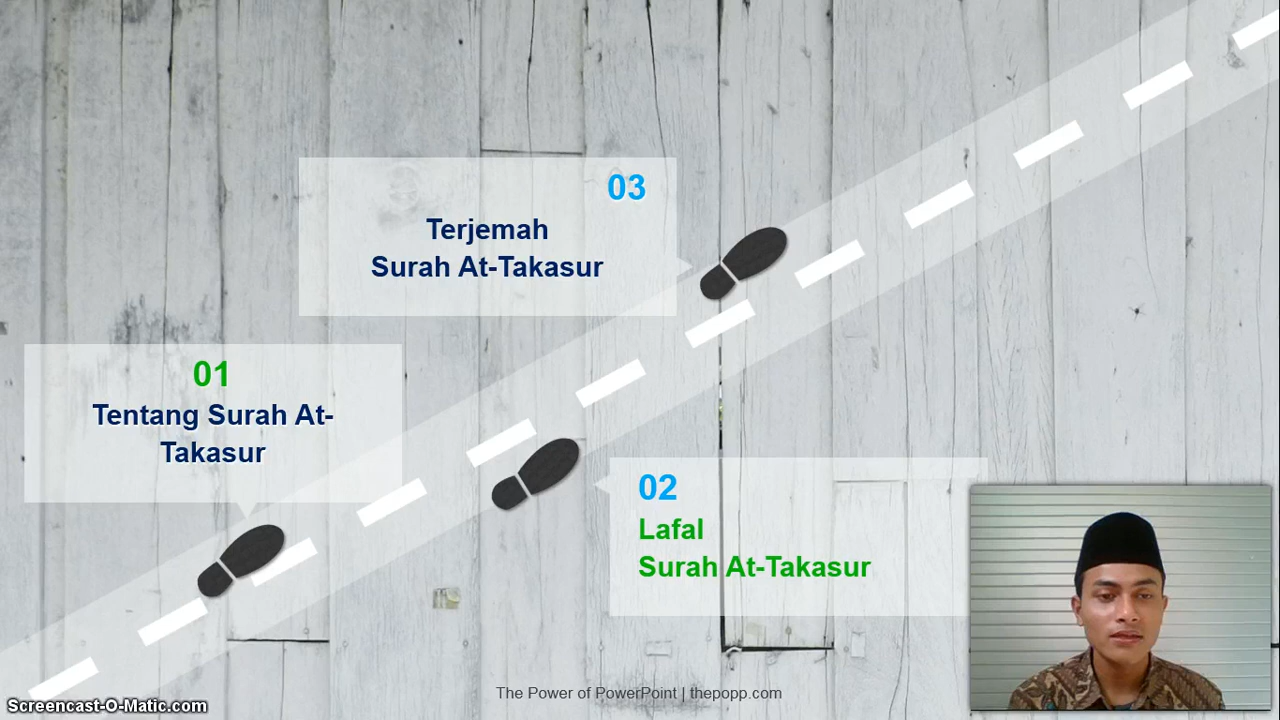 03
Terjemah
Surah At-Takasur
01
Tentang Surah At-
Takasur
02
Lafal
Surah At-Takasur
The Power of PowerPoint | thepopp.com
Screencast-O-Matic.com